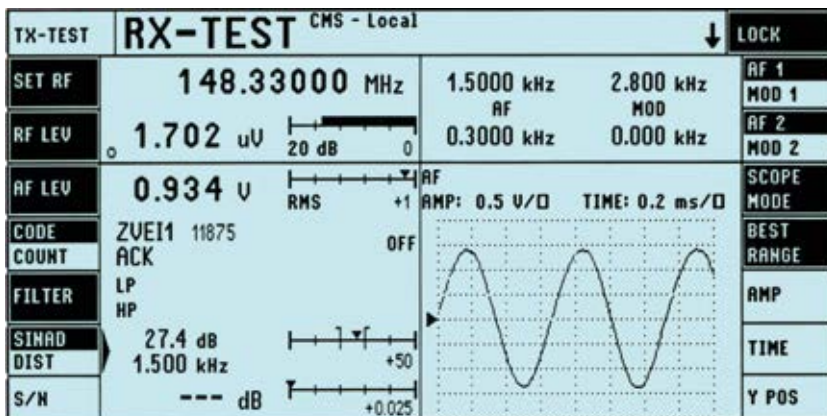 TX-TEST RX-TEST CMS - Local LOCK
SET RF 148.33000 MHz 1.5000 kHz 2.800 kHz AF 1
AF MOD MOD 1
RF LEV 1.702 uV 20 dB 0 0.3000 kHz 0.000 kHz AF 2
MOD 2
AF LEV 0.934 V RMS +1 AF SCOPE
AMP: 0.5 V/□ TIME: 0.2 ms/□ MODE
CODE ZVEI1 11875 OFF BEST
COUNT ACK RANGE
FILTER LP AMP
HP
SINAD 27.4 dB
DIST 1.500 kHz +50 TIME
S/N --- dB +0.025 Y POS